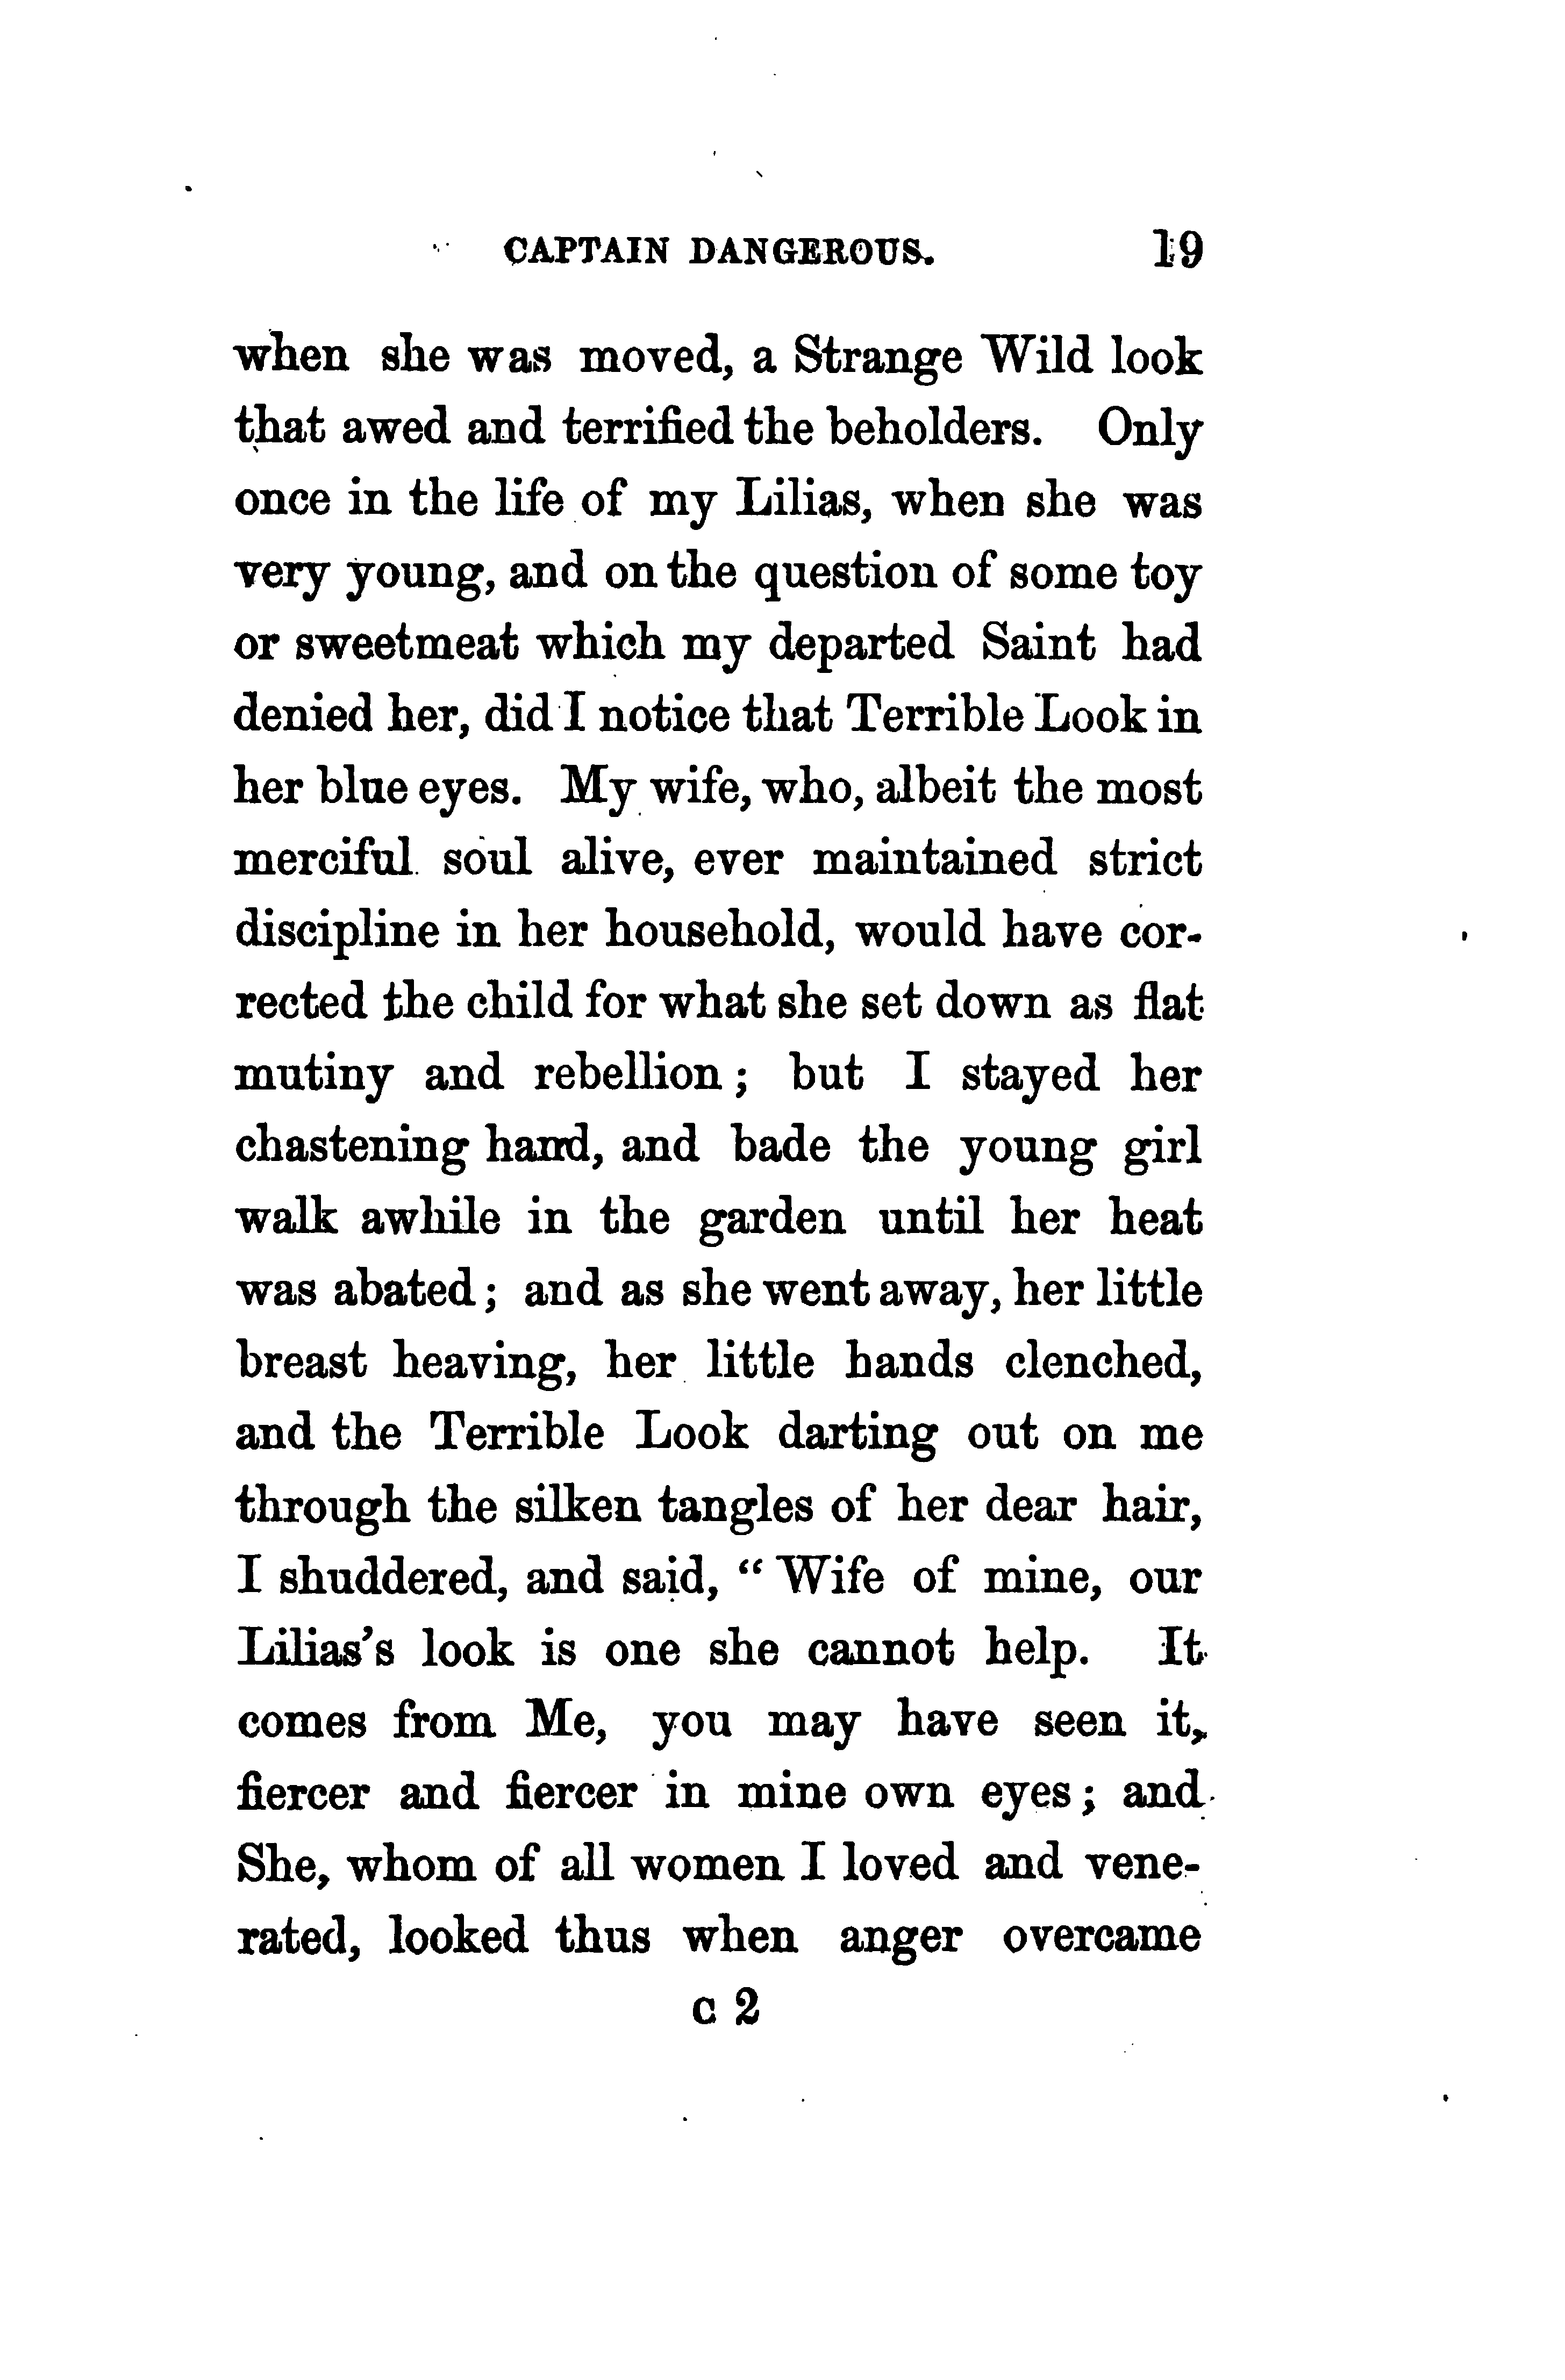 CAPTAIN DANGEROUS. 19
when she was moved, a Strange Wild look
that awed and terrified the beholders. Only
once in the life of my Lilias, when she was
very young, and on the question of some toy
or sweetmeat which my departed Saint had
denied her, did I notice that Terrible Look in
her blue eyes. My wife, who, albeit the most
merciful soul alive, ever maintained strict
discipline in her household, would have cor-
rected the child for what she set down as flat
mutiny and rebellion; but I stayed her
chastening hand, and bade the young girl
walk awhile in the garden until her heat
was abated; and as she went away, her little
breast heaving, her little hands clenched,
and the Terrible Look darting out on me
through the silken tangles of her dear hair,
I shuddered, and said, “Wife of mine, our
Lilias’s look is one she cannot help. It
comes from Me, you may have seen it,
fiercer and fiercer in mine own eyes; and
She, whom of all women I loved and vene-
rated, looked thus when anger overcame
C 2